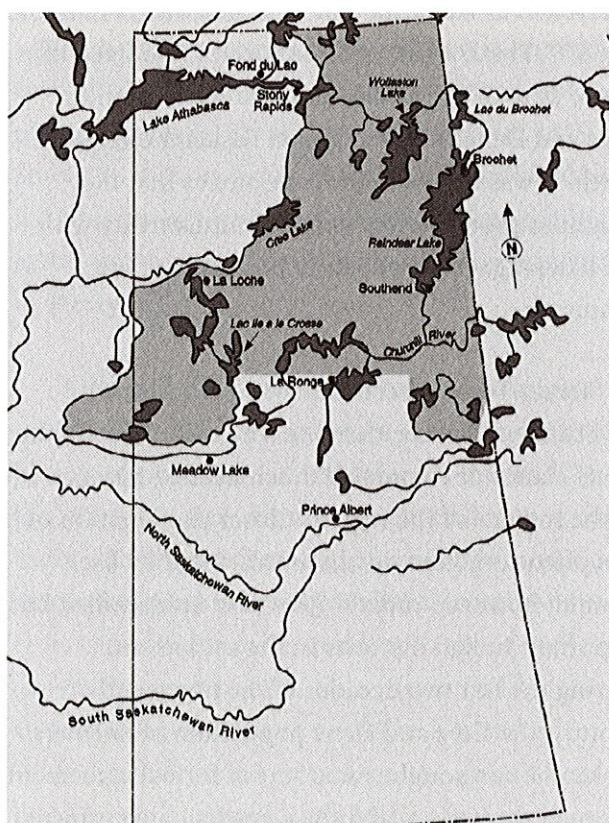 Fond du Lac
Stony
Rapids
Lake Athabasca
Wollaston
Lake
Lac du Brochet
Brochet
Cree Lake
Reindeer Lake
N
La Loche
Southend
Lac Ile a la Crosse
Churchill River
La Ronge
Meadow Lake
Prince Albert
North Saskatchewan
River
South Saskatchewan
River